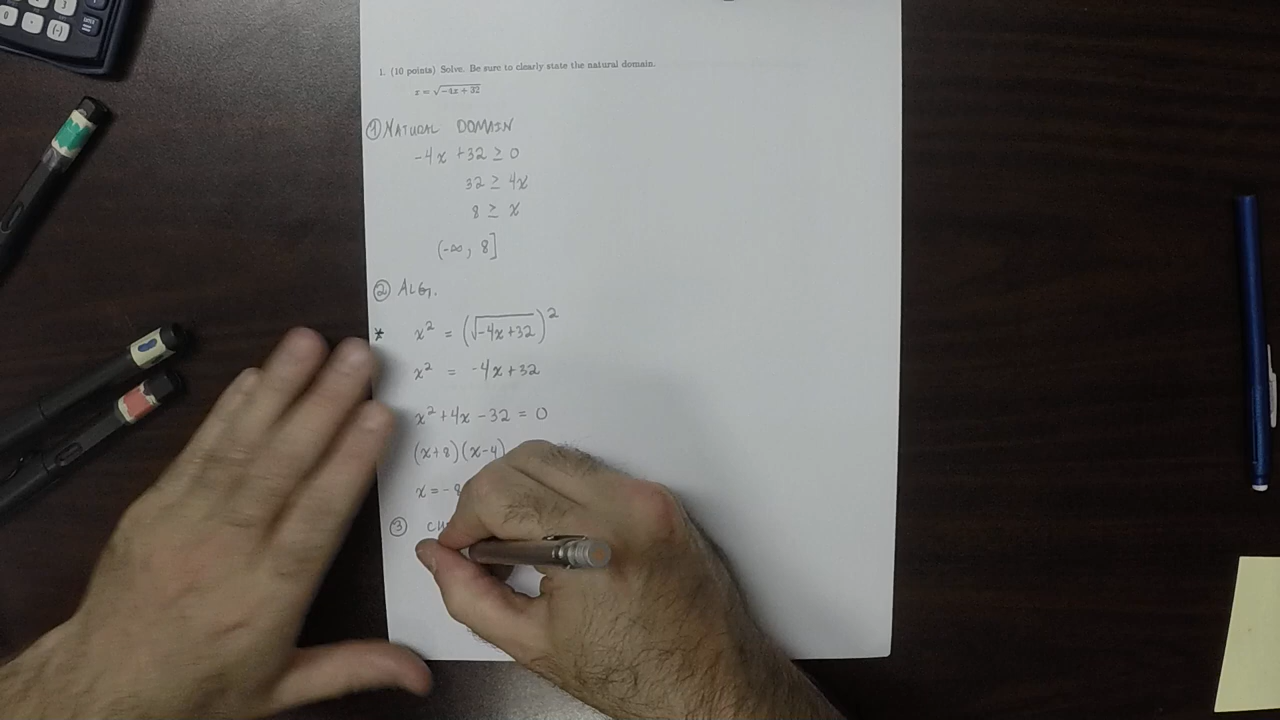 1. (10 points) Solve. Be sure to clearly state the natural domain.
x = √-4x + 32
① NATURAL DOMAIN
-4x + 32 ≥ 0
32 ≥ 4x
8 ≥ x
(-∞, 8]
② ALG.
* x² = (√-4x+32)²
x² = -4x+32
x²+4x-32 = 0
(x+8)(x-4)
x = -8
③